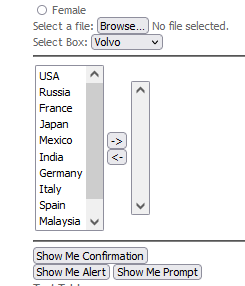 Female
Select a file: Browse... No file selected.
Select Box: Volvo
USA
Russia
France
Japan
Mexico
India
Germany
Italy
Spain
Malaysia
->
<-
Show Me Confirmation
Show Me Alert Show Me Prompt